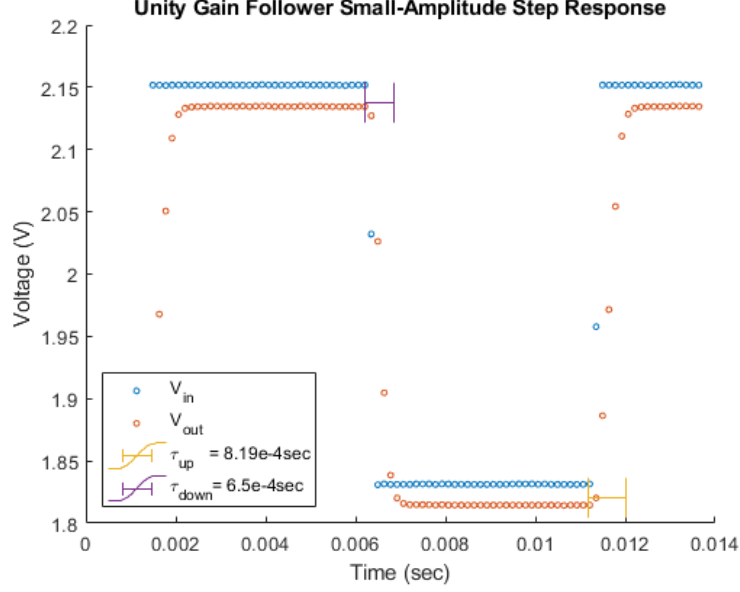 Unity Gain Follower Small-Amplitude Step Response
2.2
2.15
2.1
2.05
2
1.95
1.9
1.85
1.8
Voltage (V)
V_in
V_out
τ_up = 8.19e-4sec
τ_down = 6.5e-4sec
0 0.002 0.004 0.006 0.008 0.01 0.012 0.014
Time (sec)